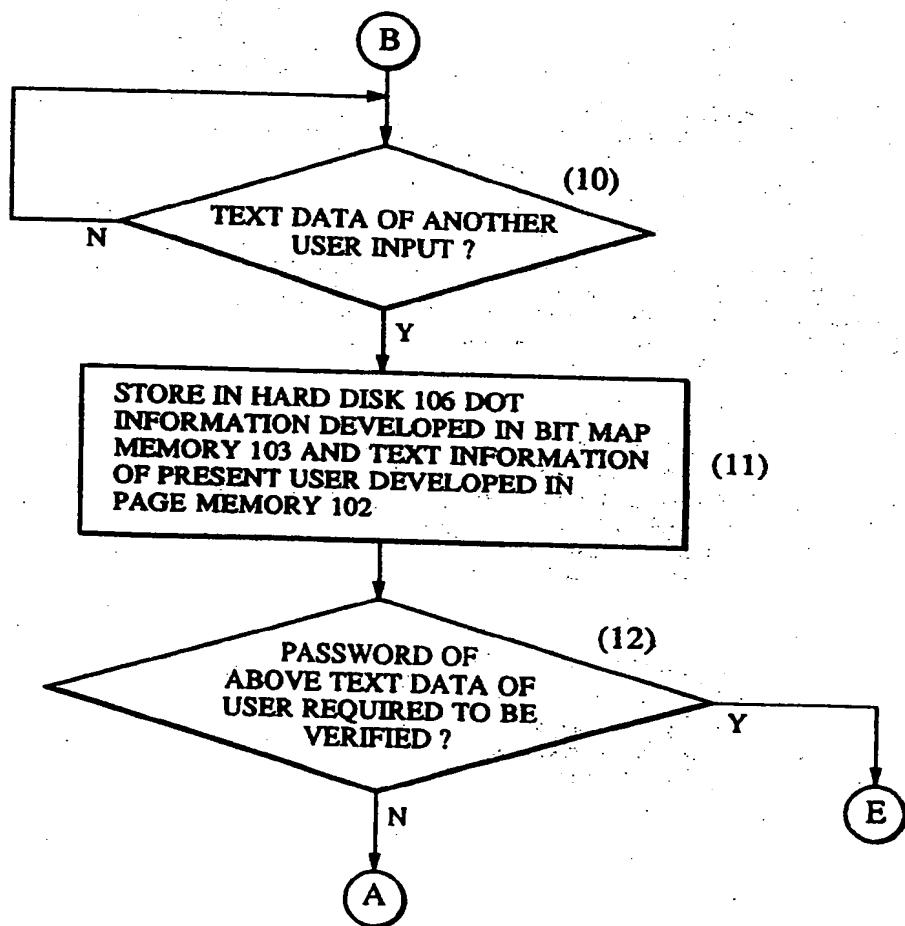 B
(10)
TEXT DATA OF ANOTHER
USER INPUT ?
N
Y
STORE IN HARD DISK 106 DOT
INFORMATION DEVELOPED IN BIT MAP
MEMORY 103 AND TEXT INFORMATION
OF PRESENT USER DEVELOPED IN
PAGE MEMORY 102
(11)
(12)
PASSWORD OF
ABOVE TEXT DATA OF
USER REQUIRED TO BE
VERIFIED ?
Y
N
E
A